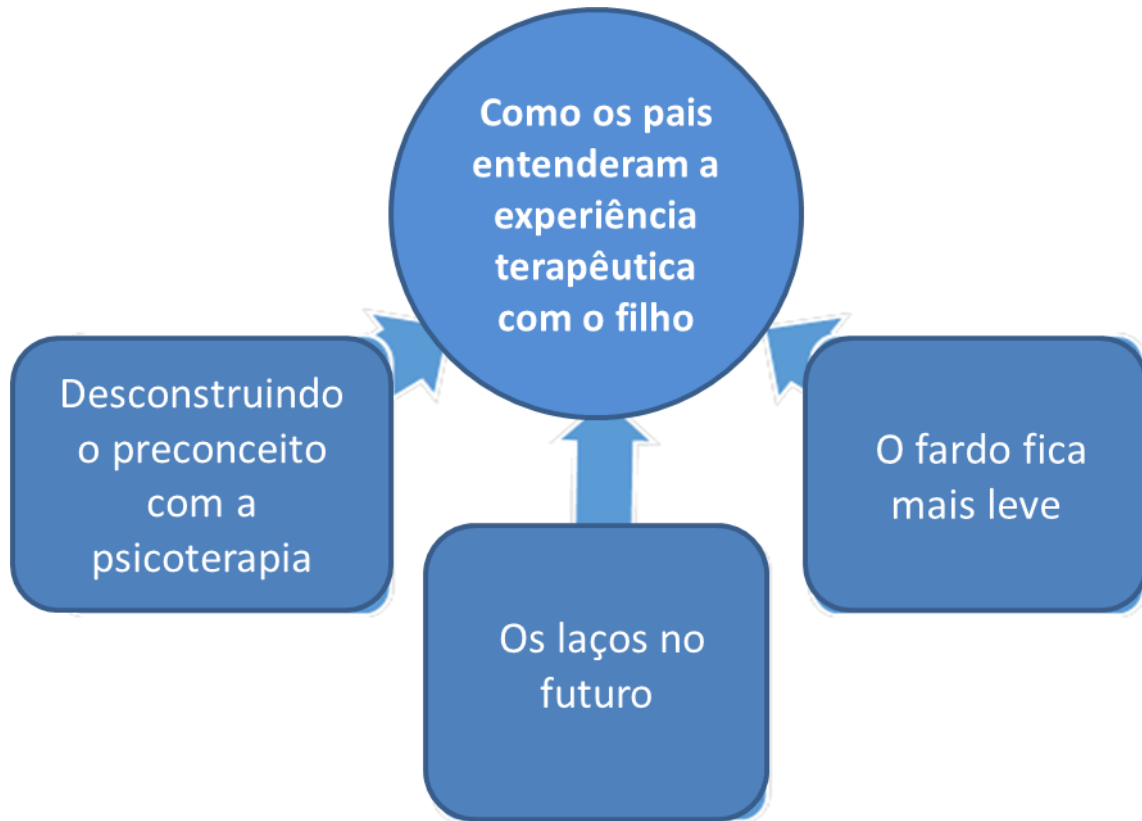 Como os pais
entenderam a
experiência
terapêutica
com o filho
Desconstruindo
o preconceito
com a
psicoterapia
Os laços no
futuro
O fardo fica
mais leve